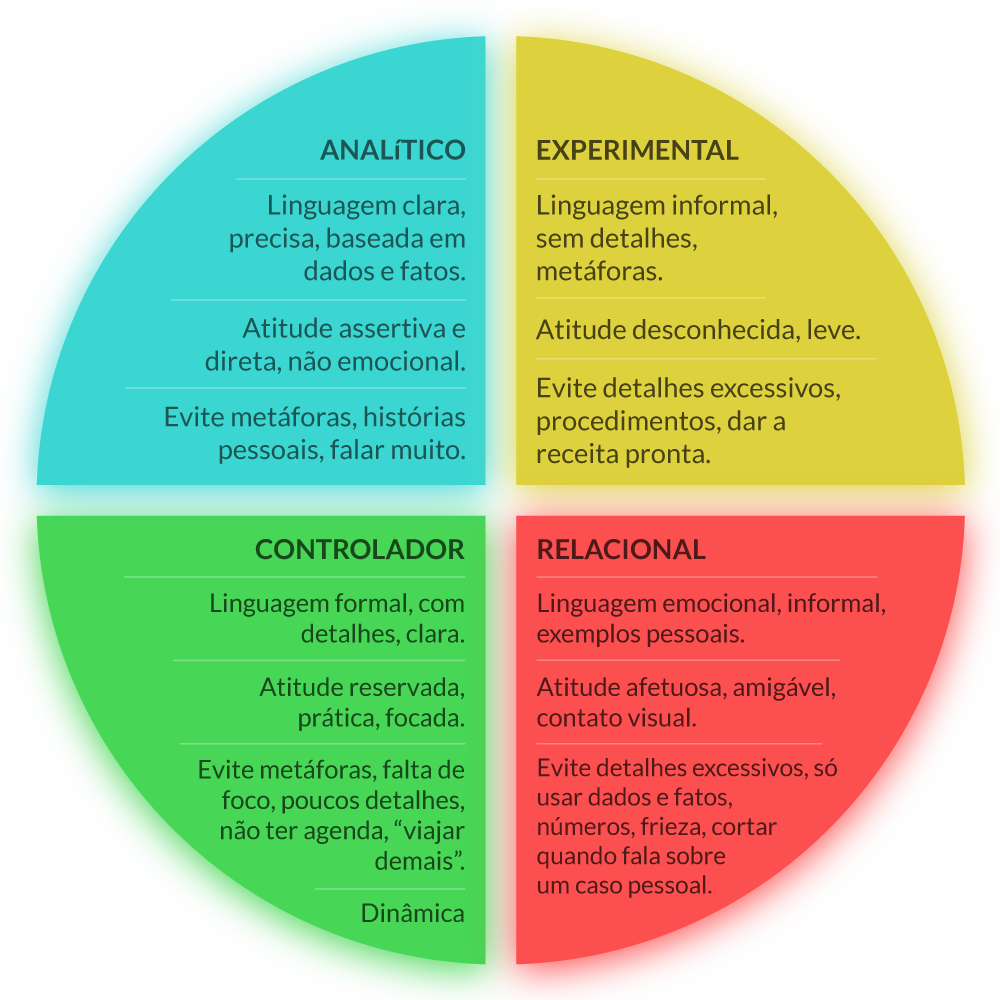 ANALíTICO
Linguagem clara,
precisa, baseada em
dados e fatos.
Atitude assertiva e
direta, não emocional.
Evite metáforas, histórias
pessoais, falar muito.
EXPERIMENTAL
Linguagem informal,
sem detalhes,
metáforas.
Atitude desconhecida, leve.
Evite detalhes excessivos,
procedimentos, dar a
receita pronta.
CONTROLADOR
Linguagem formal, com
detalhes, clara.
Atitude reservada,
prática, focada.
Evite metáforas, falta de
foco, poucos detalhes,
não ter agenda, “viajar
demais”.
Dinâmica
RELACIONAL
Linguagem emocional, informal,
exemplos pessoais.
Atitude afetuosa, amigável,
contato visual.
Evite detalhes excessivos, só
usar dados e fatos,
números, frieza, cortar
quando fala sobre
um caso pessoal.